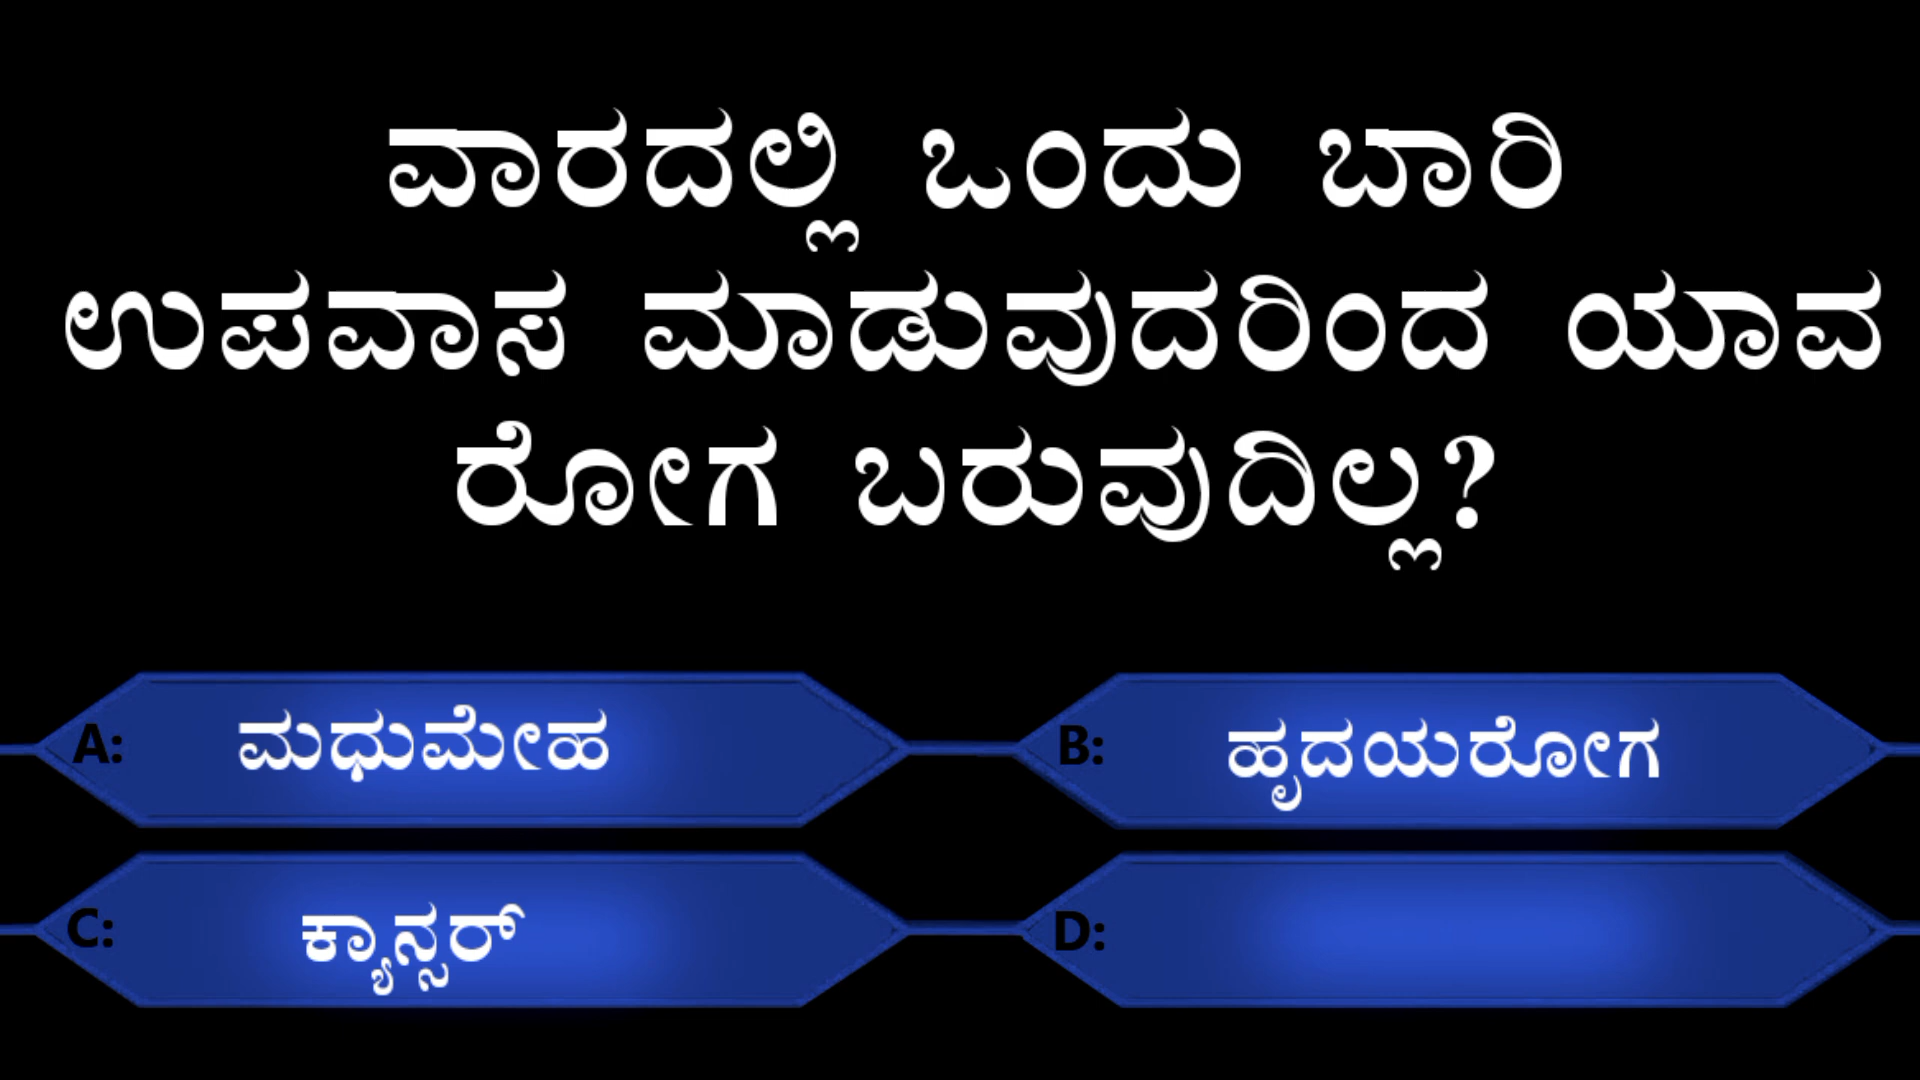 ವಾರದಲ್ಲಿ ಒಂದು ಬಾರಿ
ಉಪವಾಸ ಮಾಡುವುದರಿಂದ ಯಾವ
ರೋಗ ಬರುವುದಿಲ್ಲ?
A: ಮಧುಮೇಹ
B: ಹೃದಯರೋಗ
C: ಕ್ಯಾನ್ಸರ್
D: